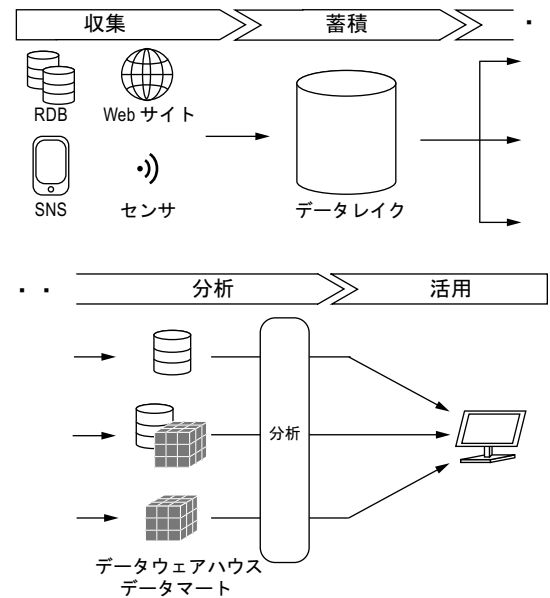 収集
蓄積
・
RDB
Web サイト
SNS
センサ
データレイク
・・
分析
活用
分析
データウェアハウス
データマート